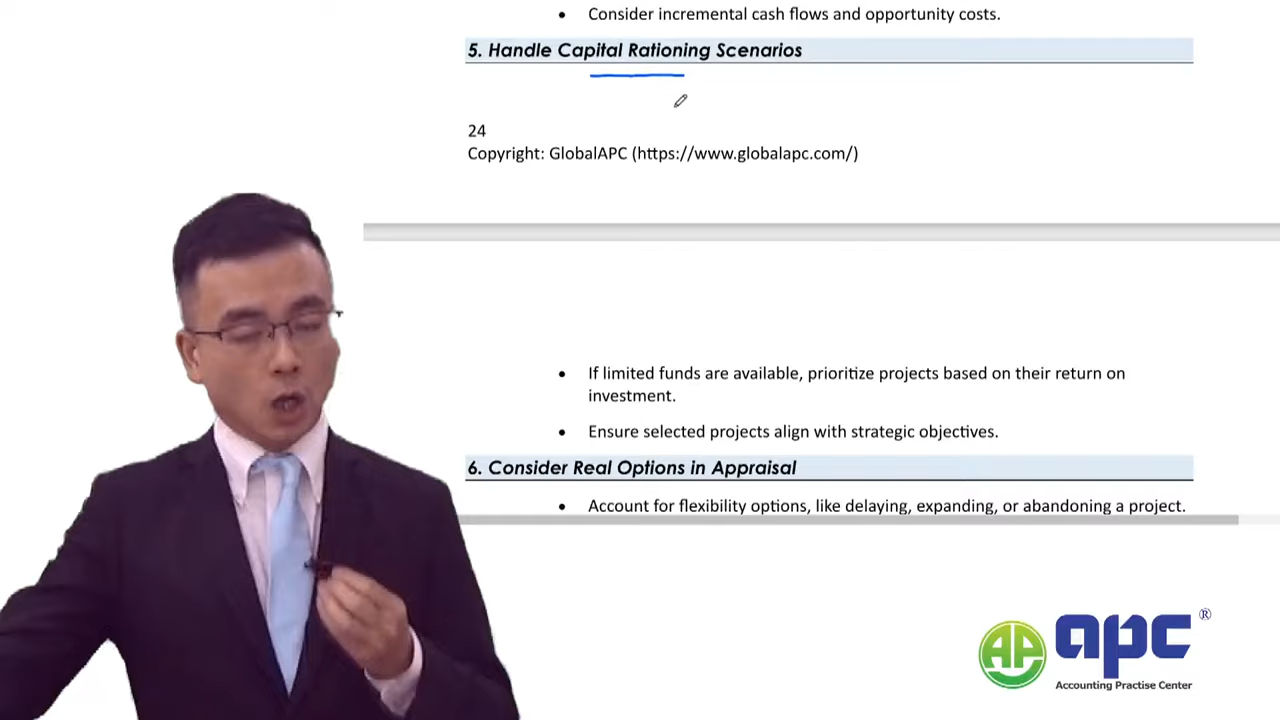 • Consider incremental cash flows and opportunity costs.
5. Handle Capital Rationing Scenarios
24
Copyright: GlobalAPC (https://www.globalapc.com/)
• If limited funds are available, prioritize projects based on their return on
investment.
• Ensure selected projects align with strategic objectives.
6. Consider Real Options in Appraisal
• Account for flexibility options, like delaying, expanding, or abandoning a project.
AP
apc®
Accounting Practise Center